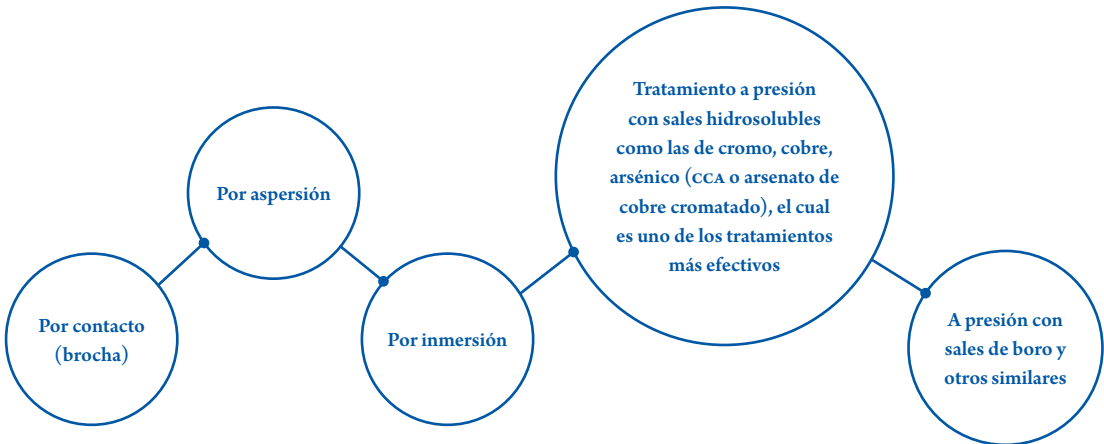 Por contacto
(brocha)
Por aspersión
Por inmersión
Tratamiento a presión
con sales hidrosolubles
como las de cromo, cobre,
arsénico (CCA o arsenato de
cobre cromatado), el cual
es uno de los tratamientos
más efectivos
A presión con
sales de boro y
otros similares